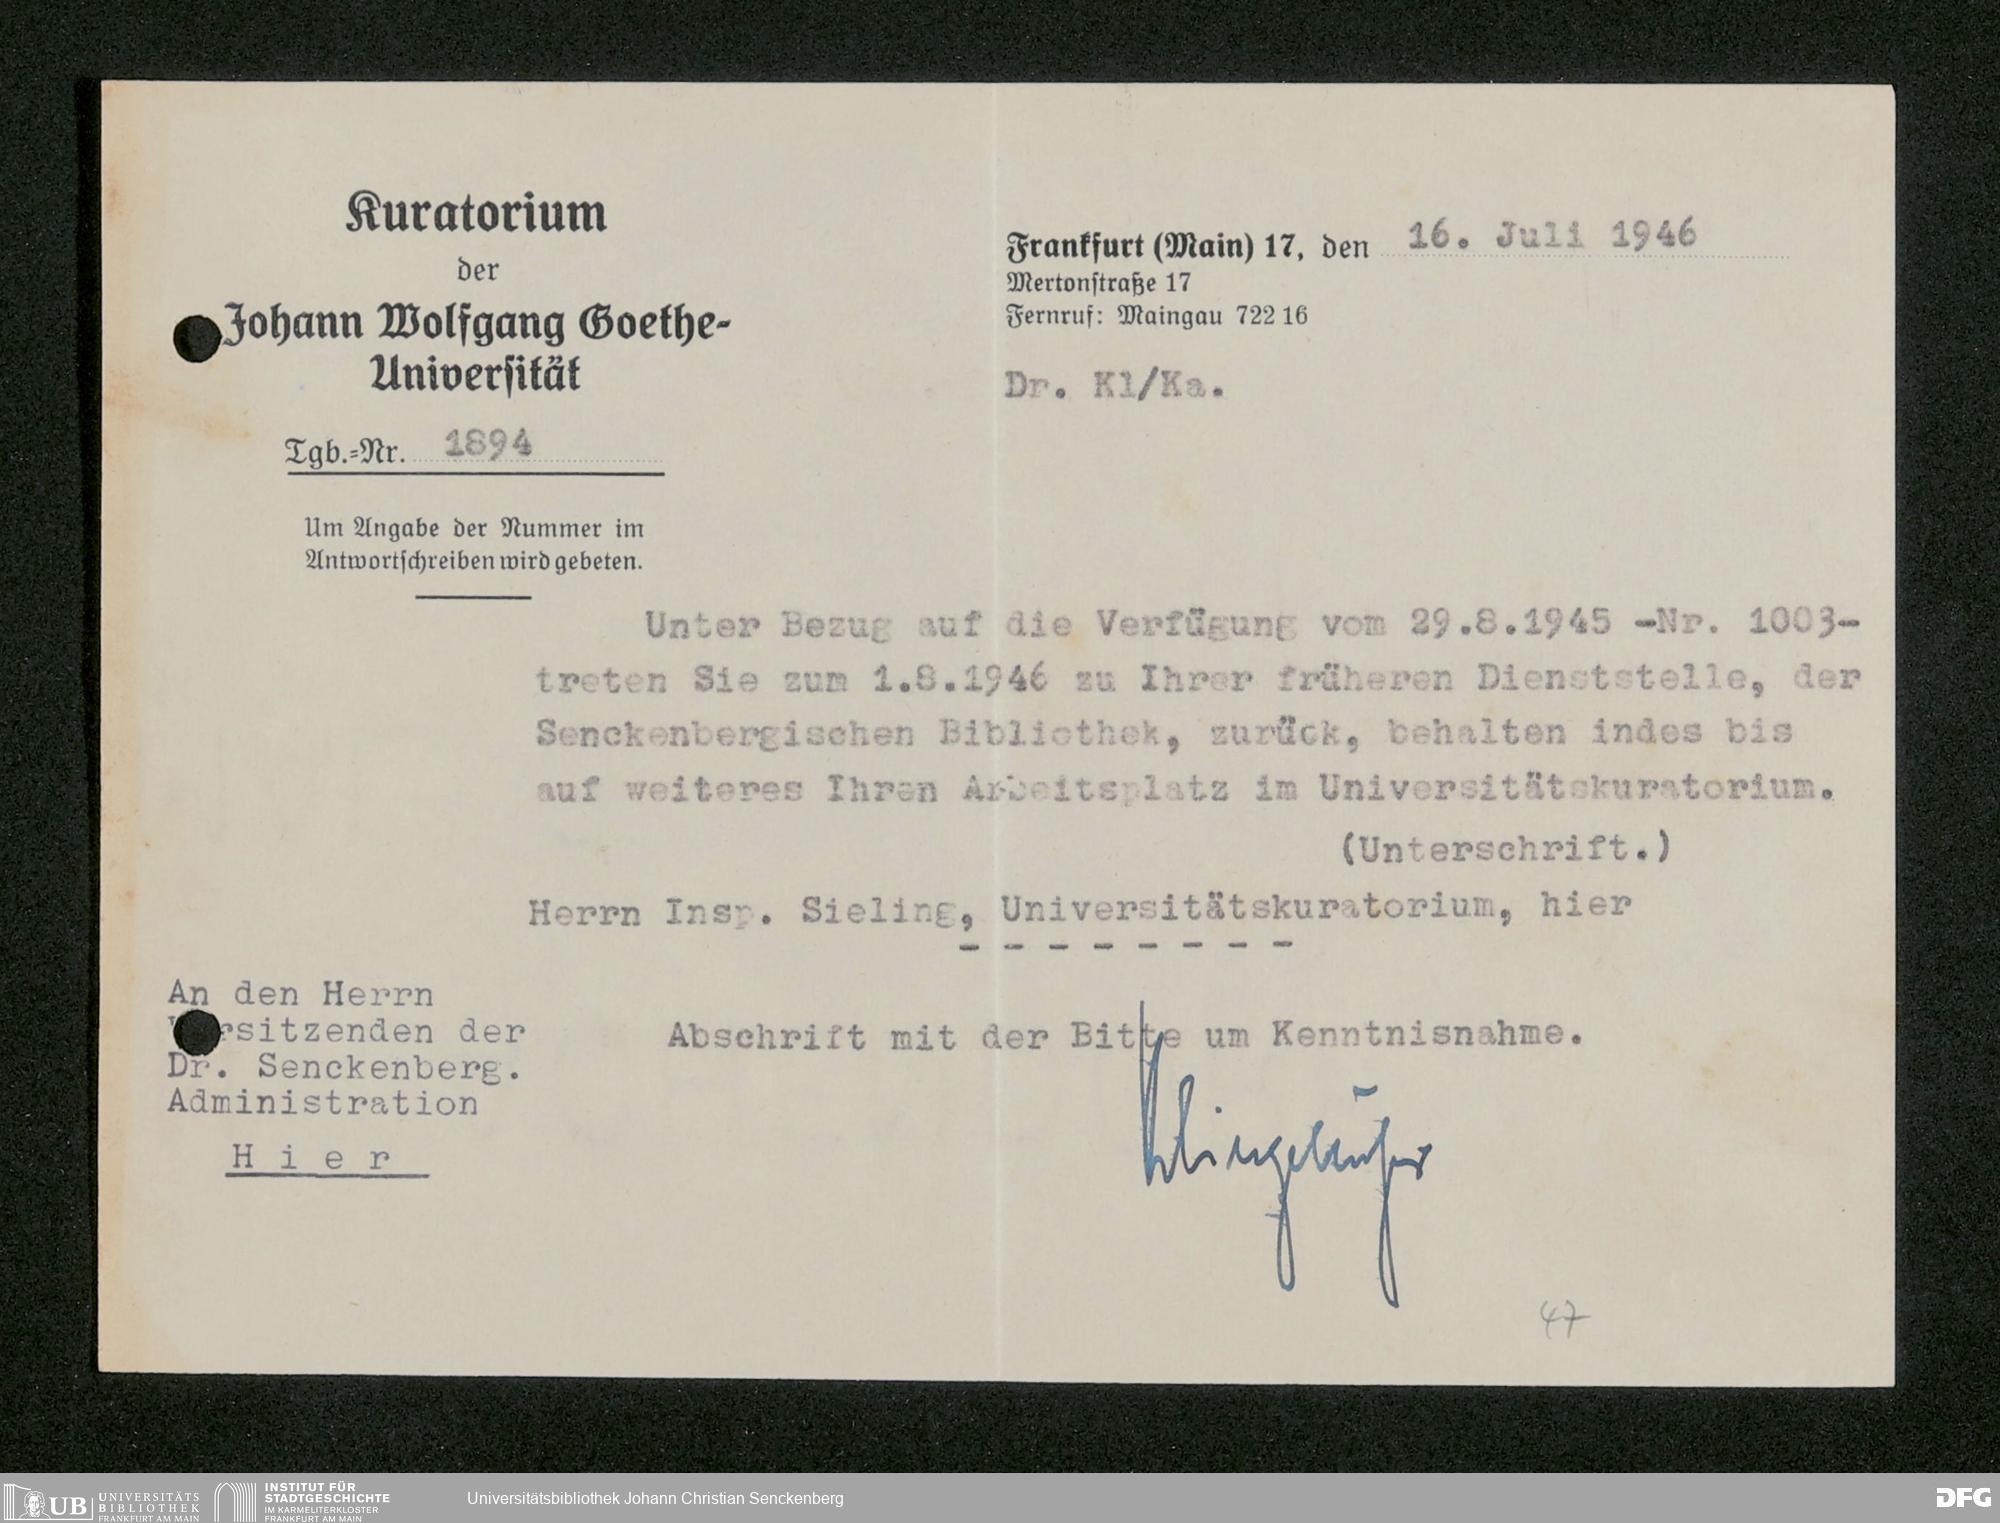 Kuratorium
der
Johann Wolfgang Goethe-
Universität
Tgb.-Nr. 1894
Um Angabe der Nummer im
Antwortschreiben wird gebeten.
Frankfurt (Main) 17, den 16. Juli 1946
Mertonstraße 17
Fernruf: Maingau 722 16
Dr. Kl/Ka.
Unter Bezug auf die Verfügung vom 29.8.1945 -Nr. 1003-
treten Sie zum 1.8.1946 zu Ihrer früheren Dienststelle, der
Senckenbergischen Bibliothek, zurück, behalten indes bis
auf weiteres Ihren Arbeitsplatz im Universitätskuratorium.
(Unterschrift.)
Herrn Insp. Sieling, Universitätskuratorium, hier
- - - - - - - -
An den Herrn
Vorsitzenden der
Dr. Senckenberg.
Administration
H i e r
Abschrift mit der Bitte um Kenntnisnahme.
47
UB UNIVERSITÄTS
BIBLIOTHEK
FRANKFURT AM MAIN
INSTITUT FÜR
STADTGESCHICHTE
IM KARMELITERKLOSTER
FRANKFURT AM MAIN
Universitätsbibliothek Johann Christian Senckenberg
DFG